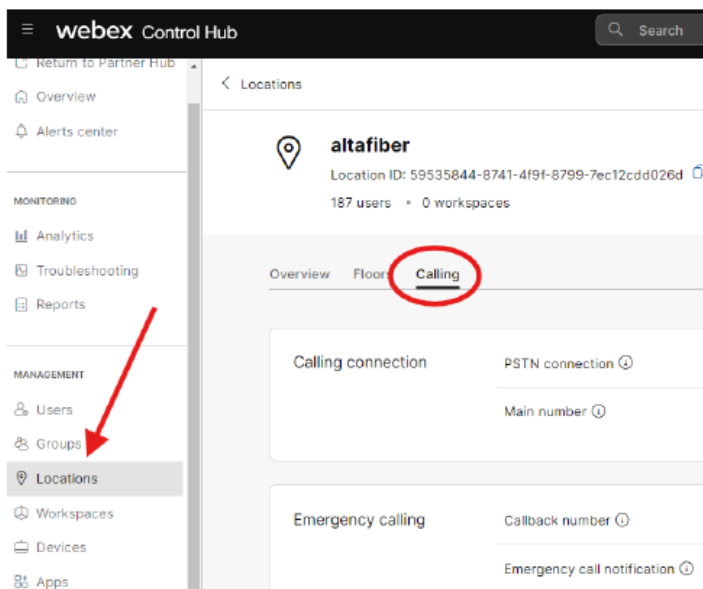 webex Control Hub
Search
Return to Partner Hub
Overview
Alerts center
MONITORING
Analytics
Troubleshooting
Reports
MANAGEMENT
Users
Groups
Locations
Workspaces
Devices
Apps
Locations
altafiber
Location ID: 59535844-8741-4f9f-8799-7ec12cdd026d
187 users • 0 workspaces
Overview Floors Calling
Calling connection
PSTN connection
Main number
Emergency calling
Callback number
Emergency call notification